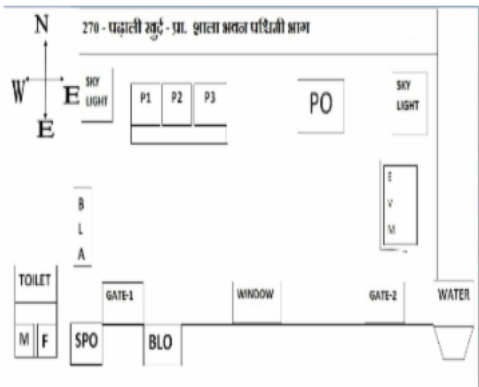 N
270 - पढ़ाली खुर्द - प्रा. शाला भवन पश्चिमी भाग
W
E
E
SKY
LIGHT
P1 P2 P3
PO
SKY
LIGHT
E
V
M
B
L
A
TOILET
GATE-1
WINDOW
GATE-2
WATER
M F
SPO
BLO